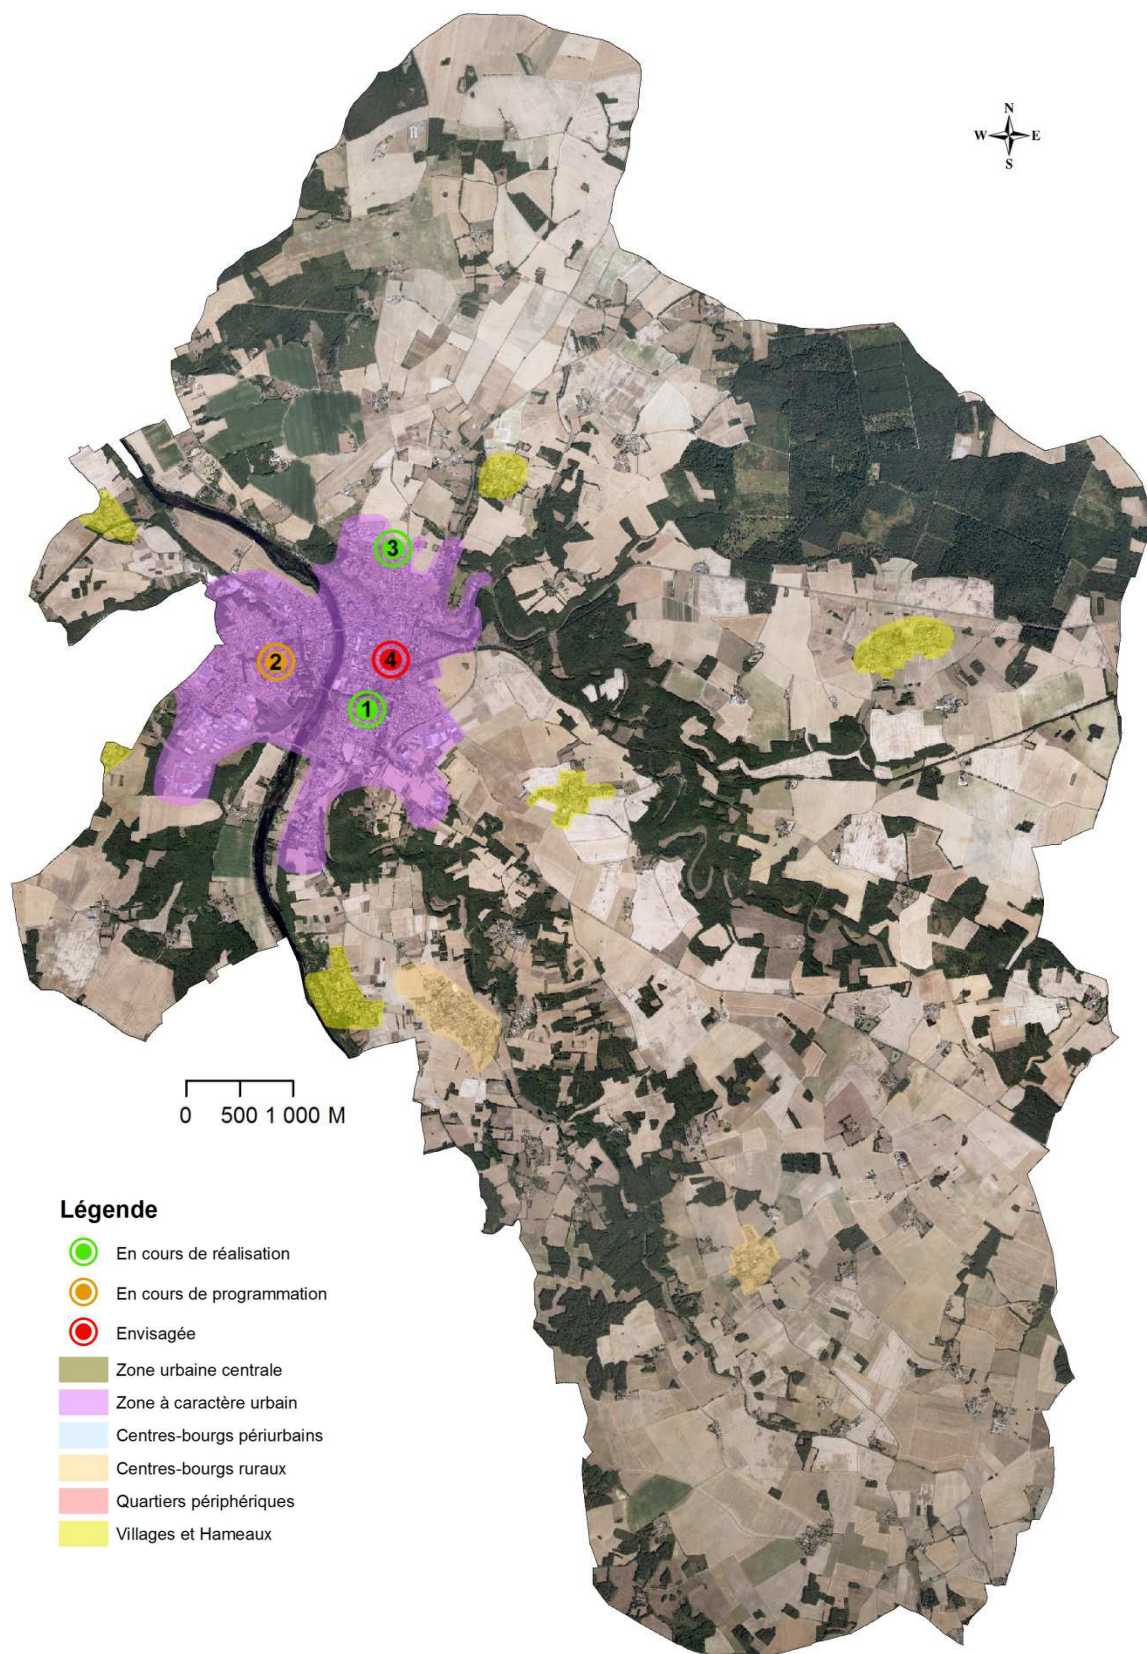 N
W E
S
3
2
4
1
0 500 1 000 M
Légende
En cours de réalisation
En cours de programmation
Envisagée
Zone urbaine centrale
Zone à caractère urbain
Centres-bourgs périurbains
Centres-bourgs ruraux
Quartiers périphériques
Villages et Hameaux